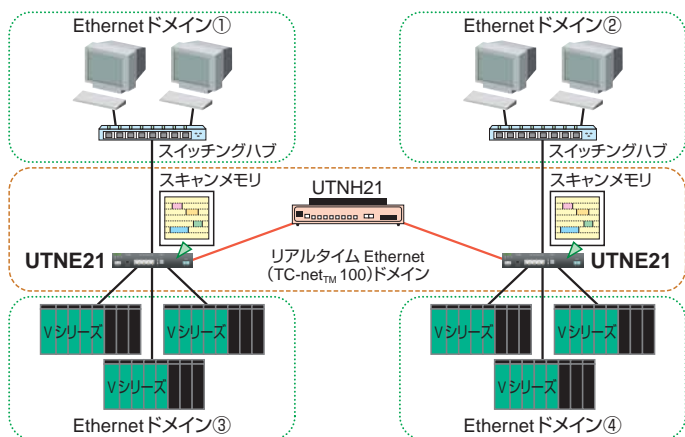 Ethernetドメイン①
Ethernetドメイン②
スイッチングハブ
スイッチングハブ
スキャンメモリ
UTNH21
スキャンメモリ
UTNE21
リアルタイム Ethernet
(TC-netTM 100)ドメイン
UTNE21
Vシリーズ
Vシリーズ
Vシリーズ
Vシリーズ
Vシリーズ
Vシリーズ
Ethernetドメイン③
Ethernetドメイン④